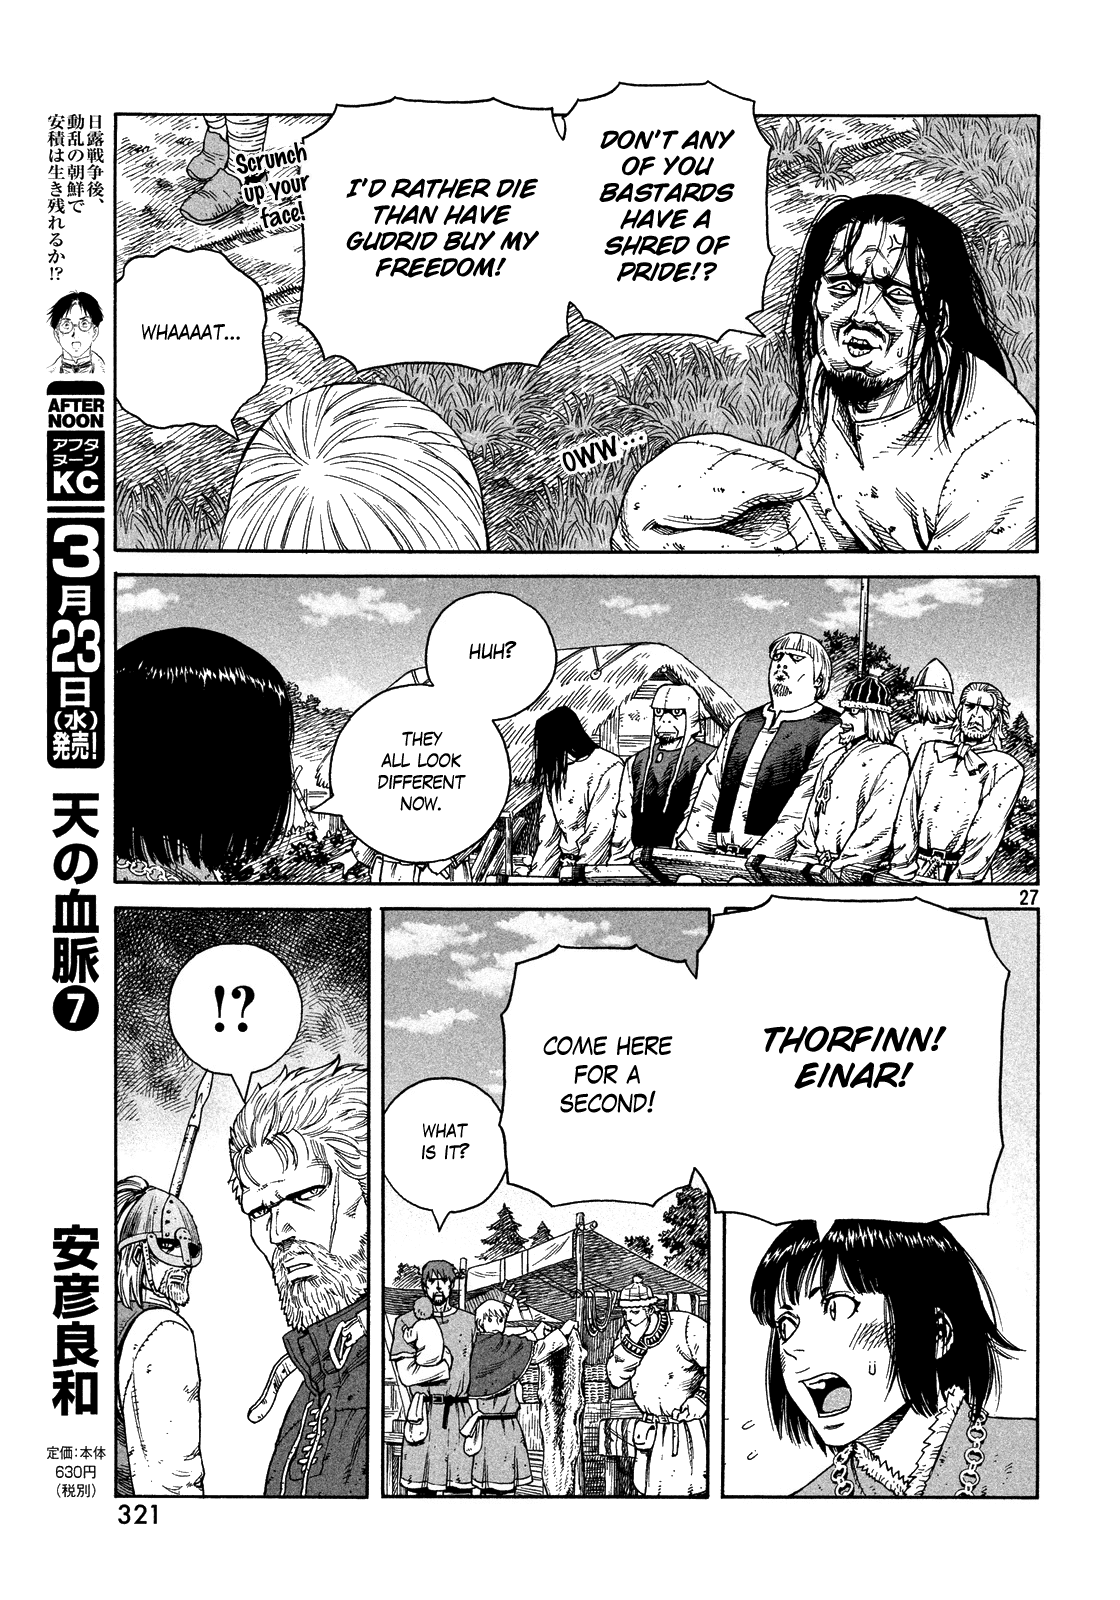 DON'T ANY
OF YOU
BASTARDS
HAVE A
SHRED OF
PRIDE!?
I'D RATHER DIE
THAN HAVE
GUDRID BUY MY
FREEDOM!
Scrunch
up your
face!
WHAAAAT...
OWW...
HUH?
THEY
ALL LOOK
DIFFERENT
NOW.
27
THORFINN!
EINAR!
COME HERE
FOR A
SECOND!
WHAT
IS IT?
!?
日露戦争後、
動乱の朝鮮で
安積は生き残れるか!?
AFTER
NOON
アフタ
ヌーン
KC
3月23日(水)発売!
天の血脈 7
安彦良和
定価:本体
630円
(税別)
321